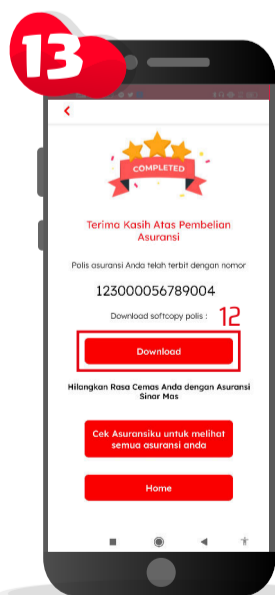 13
COMPLETED
Terima Kasih Atas Pembelian
Asuransi
Polis asuransi Anda telah terbit dengan nomor
123000056789004
Download softcopy polis :
12
Download
Hilangkan Rasa Cemas Anda dengan Asuransi
Sinar Mas
Cek Asuransiku untuk melihat
semua asuransi anda
Home